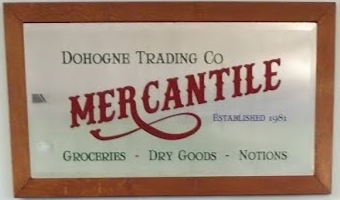 Dohogne Trading Co
Mercantile
Established 1981
Groceries - Dry Goods - Notions